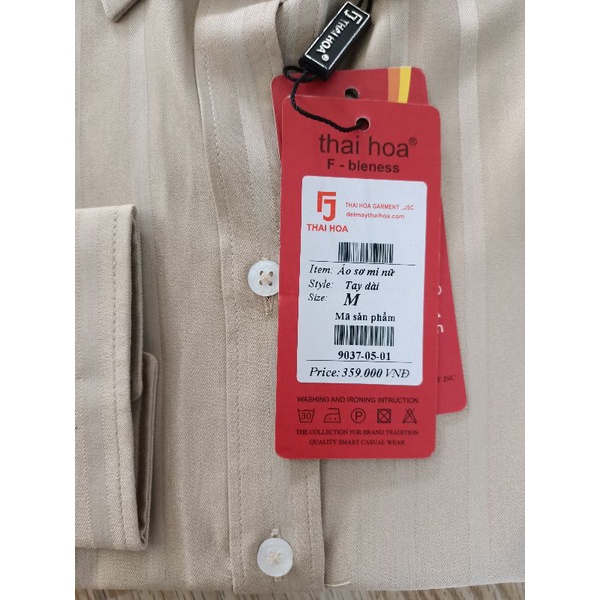 THAI HOA®
thai hoa®
F - bleness
THAI HOA GARMENT .,JSC
detmaythaihoa.com
THAI HOA
Item: Áo sơ mi nữ
Style: Tay dài
Size: M
Mã sản phẩm
9037-05-01
Price: 359.000 VNĐ
WASHING AND IRONING INTRUCTION
30
P
THE COLLECTION FOR BRAND TRADITION
QUALITY SMART CASUAL WEAR
JSC